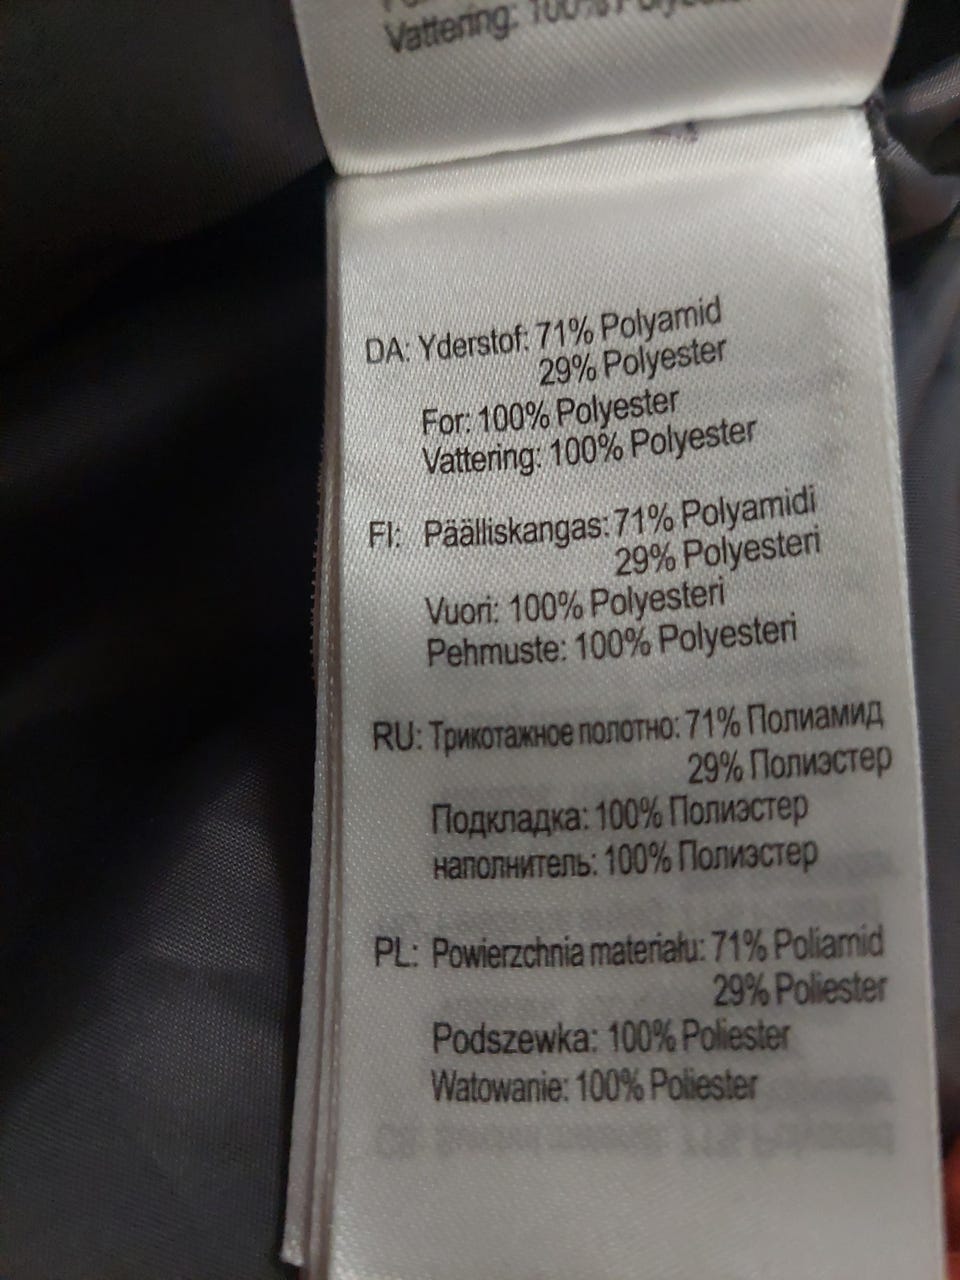 Vattering: 100% Polyester
DA: Yderstof: 71% Polyamid
29% Polyester
For: 100% Polyester
Vattering: 100% Polyester
FI: Päälliskangas: 71% Polyamidi
29% Polyesteri
Vuori: 100% Polyesteri
Pehmuste: 100% Polyesteri
RU: Трикотажное полотно: 71% Полиамид
29% Полиэстер
Подкладка: 100% Полиэстер
наполнитель: 100% Полиэстер
PL: Powierzchnia materiału: 71% Poliamid
29% Poliester
Podszewka: 100% Poliester
Watowanie: 100% Poliester